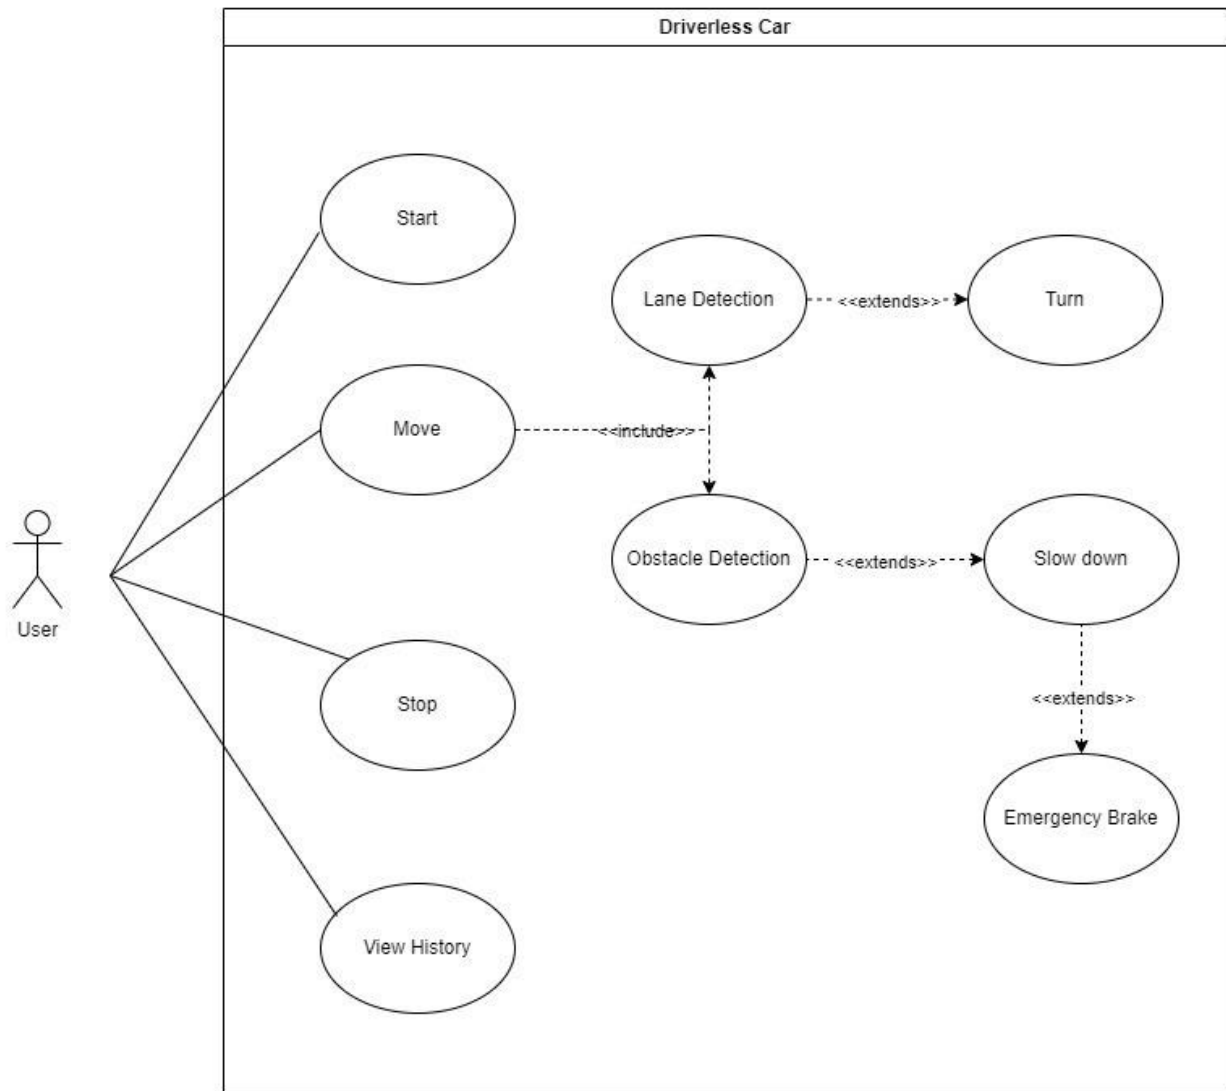 Driverless Car
Start
Lane Detection
<<extends>>
Turn
Move
<<include>>
Obstacle Detection
<<extends>>
Slow down
User
<<extends>>
Stop
Emergency Brake
View History